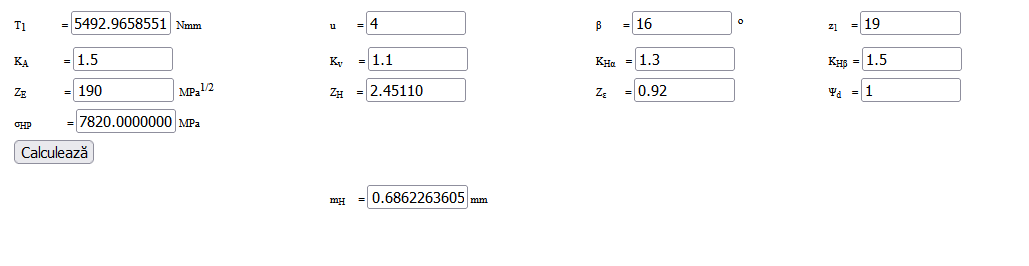 T1 = 5492.9658551 Nmm u = 4 β = 16 ° z1 = 19
KA = 1.5 Kv = 1.1 KHα = 1.3 KHβ = 1.5
ZE = 190 MPa1/2 ZH = 2.45110 Zε = 0.92 Ψd = 1
σHP = 7820.0000000 MPa
Calculează
mH = 0.6862263605 mm